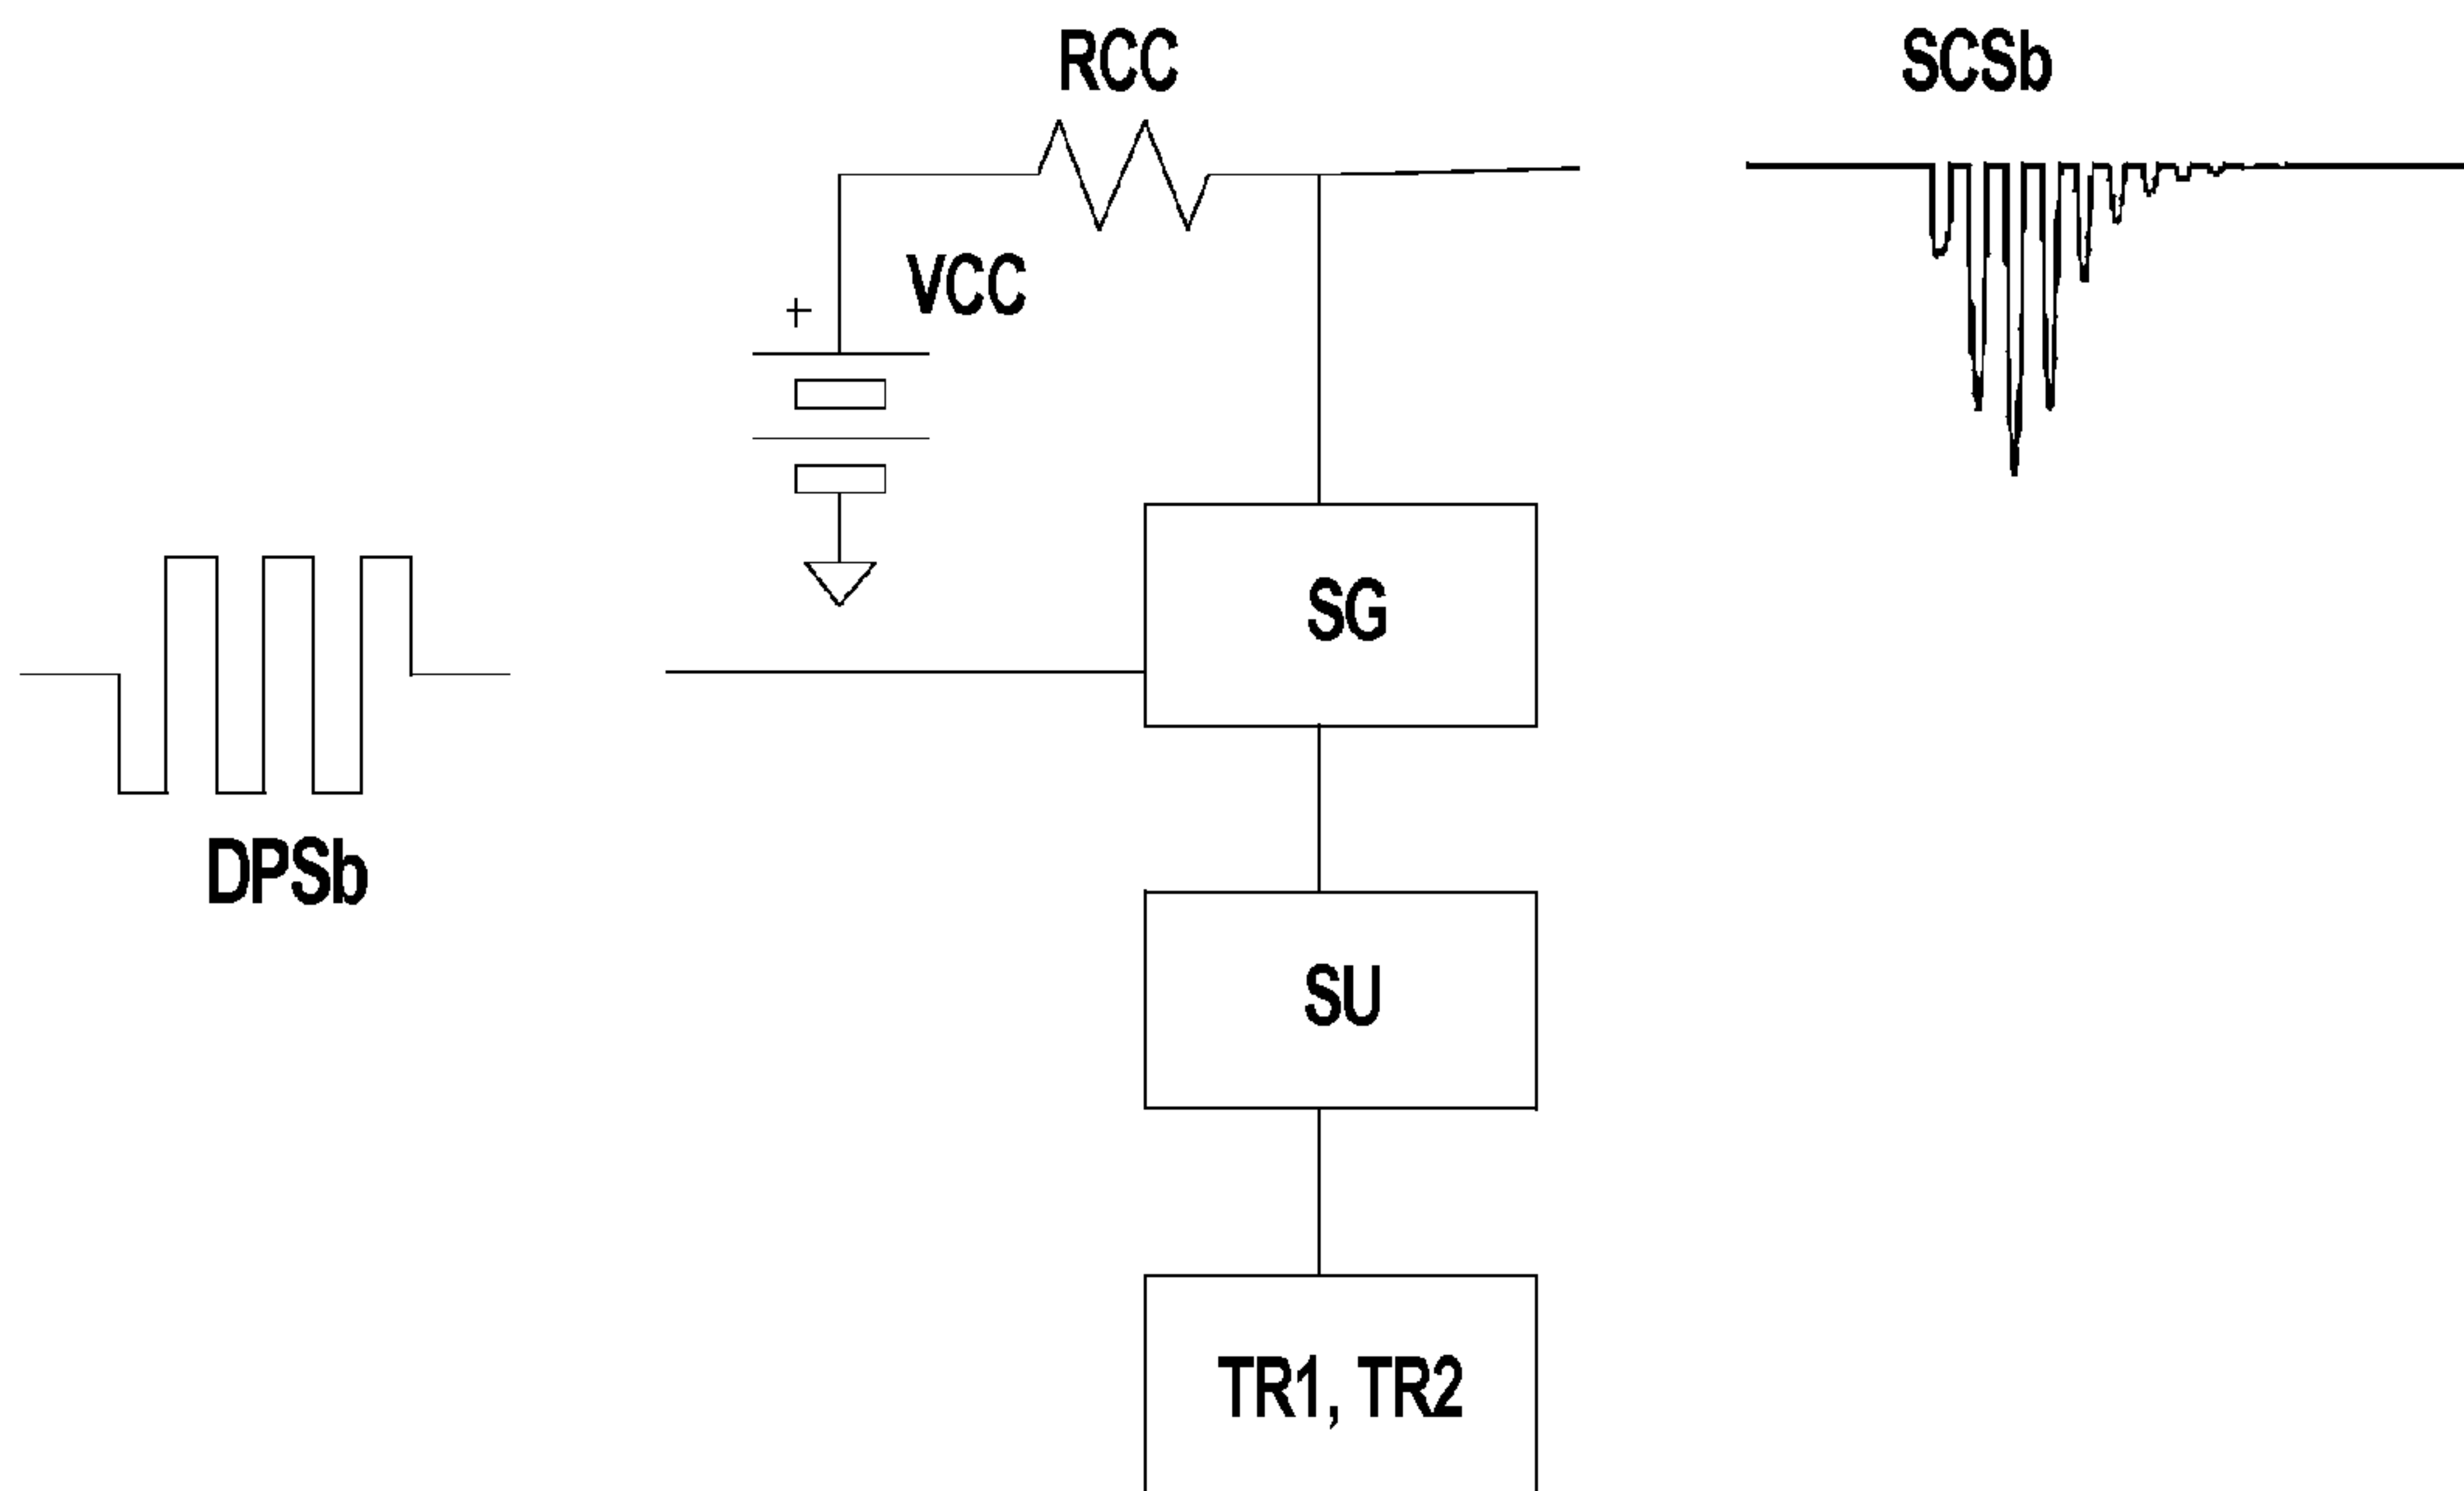 RCC
SCSb
VCC
+
SG
DPSb
SU
TR1, TR2